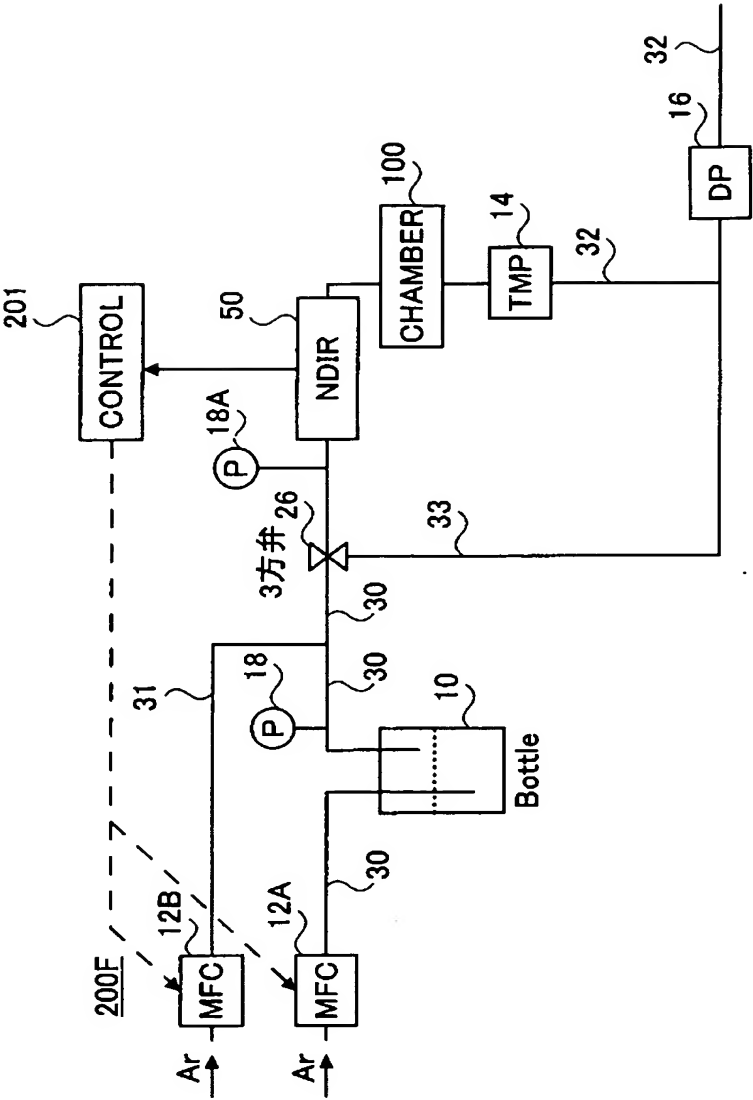 200F
Ar
MFC
12B
31
Ar
MFC
12A
30
Bottle
10
P
18
30
30
3方弁
26
33
P
18A
NDIR
50
CONTROL
201
CHAMBER
100
TMP
14
32
DP
16
32